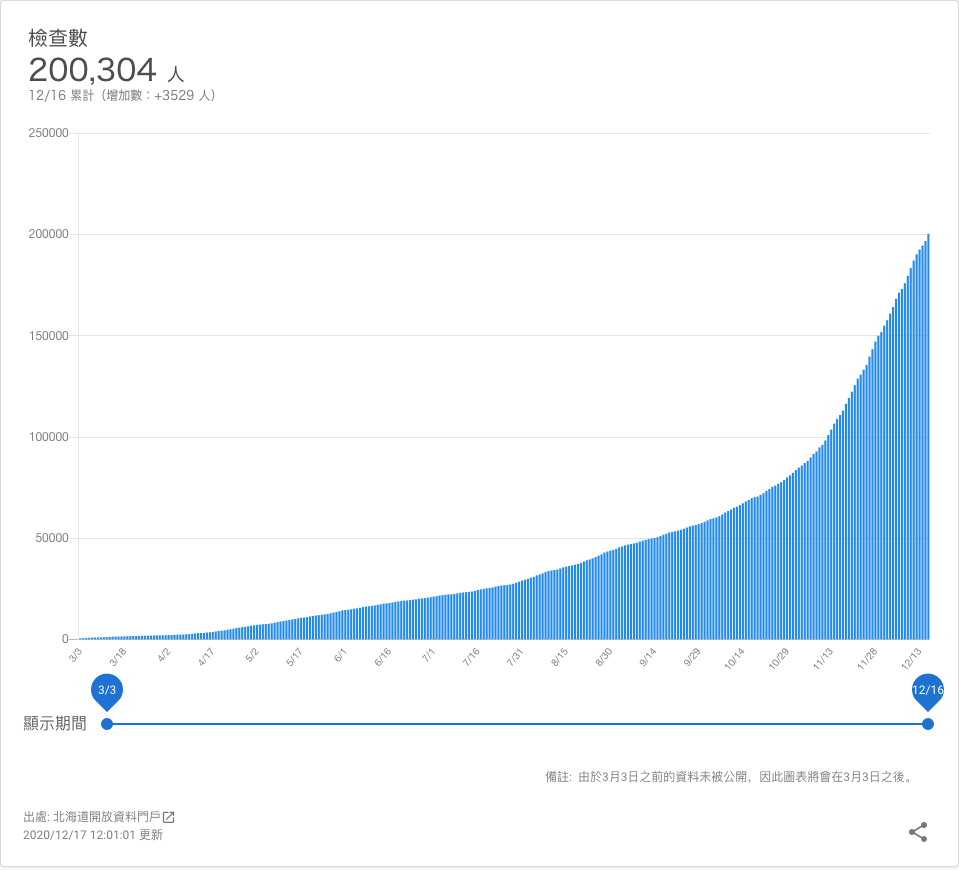 檢查數
200,304 人
12/16 累計（增加數：+3529 人）
250000
200000
150000
100000
50000
0
3/3 3/18 4/2 4/17 5/2 5/17 6/1 6/16 7/1 7/16 7/31 8/15 8/30 9/14 9/29 10/14 10/29 11/13 11/28 12/13
3/3 12/16
顯示期間
備註: 由於3月3日之前的資料未被公開，因此圖表將會在3月3日之後。
出處: 北海道開放資料門戶
2020/12/17 12:01:01 更新